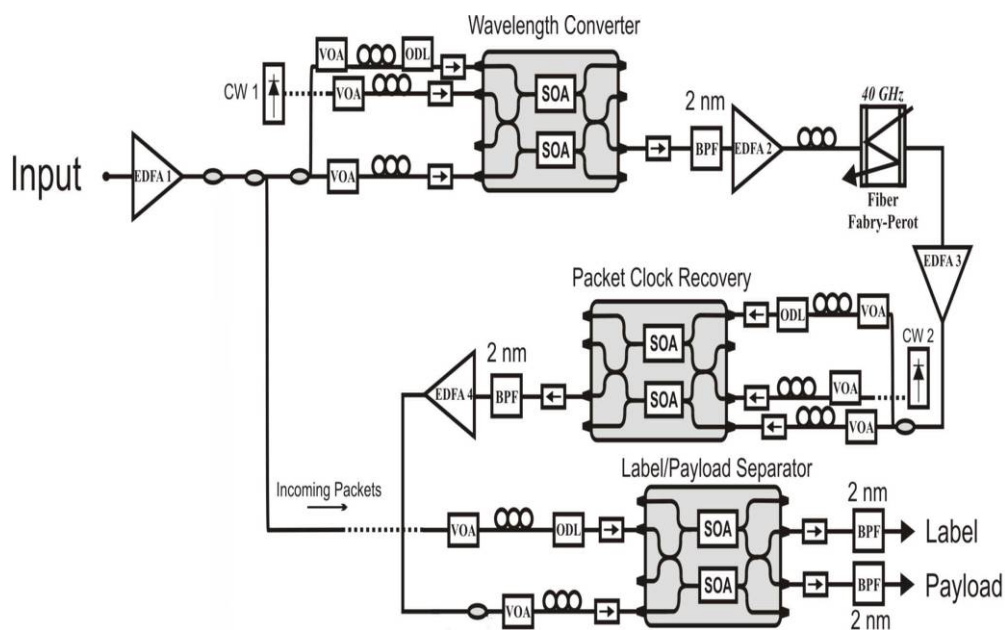 Wavelength Converter
VOA
ODL
CW 1
VOA
SOA
SOA
2 nm
BPF
EDFA 2
40 GHz
Fiber
Fabry-Perot
Input
EDFA 1
VOA
EDFA 3
Packet Clock Recovery
ODL
VOA
CW 2
SOA
SOA
VOA
VOA
2 nm
BPF
EDFA 4
Label/Payload Separator
Incoming Packets
VOA
ODL
SOA
SOA
2 nm
BPF
Label
BPF
Payload
2 nm
VOA